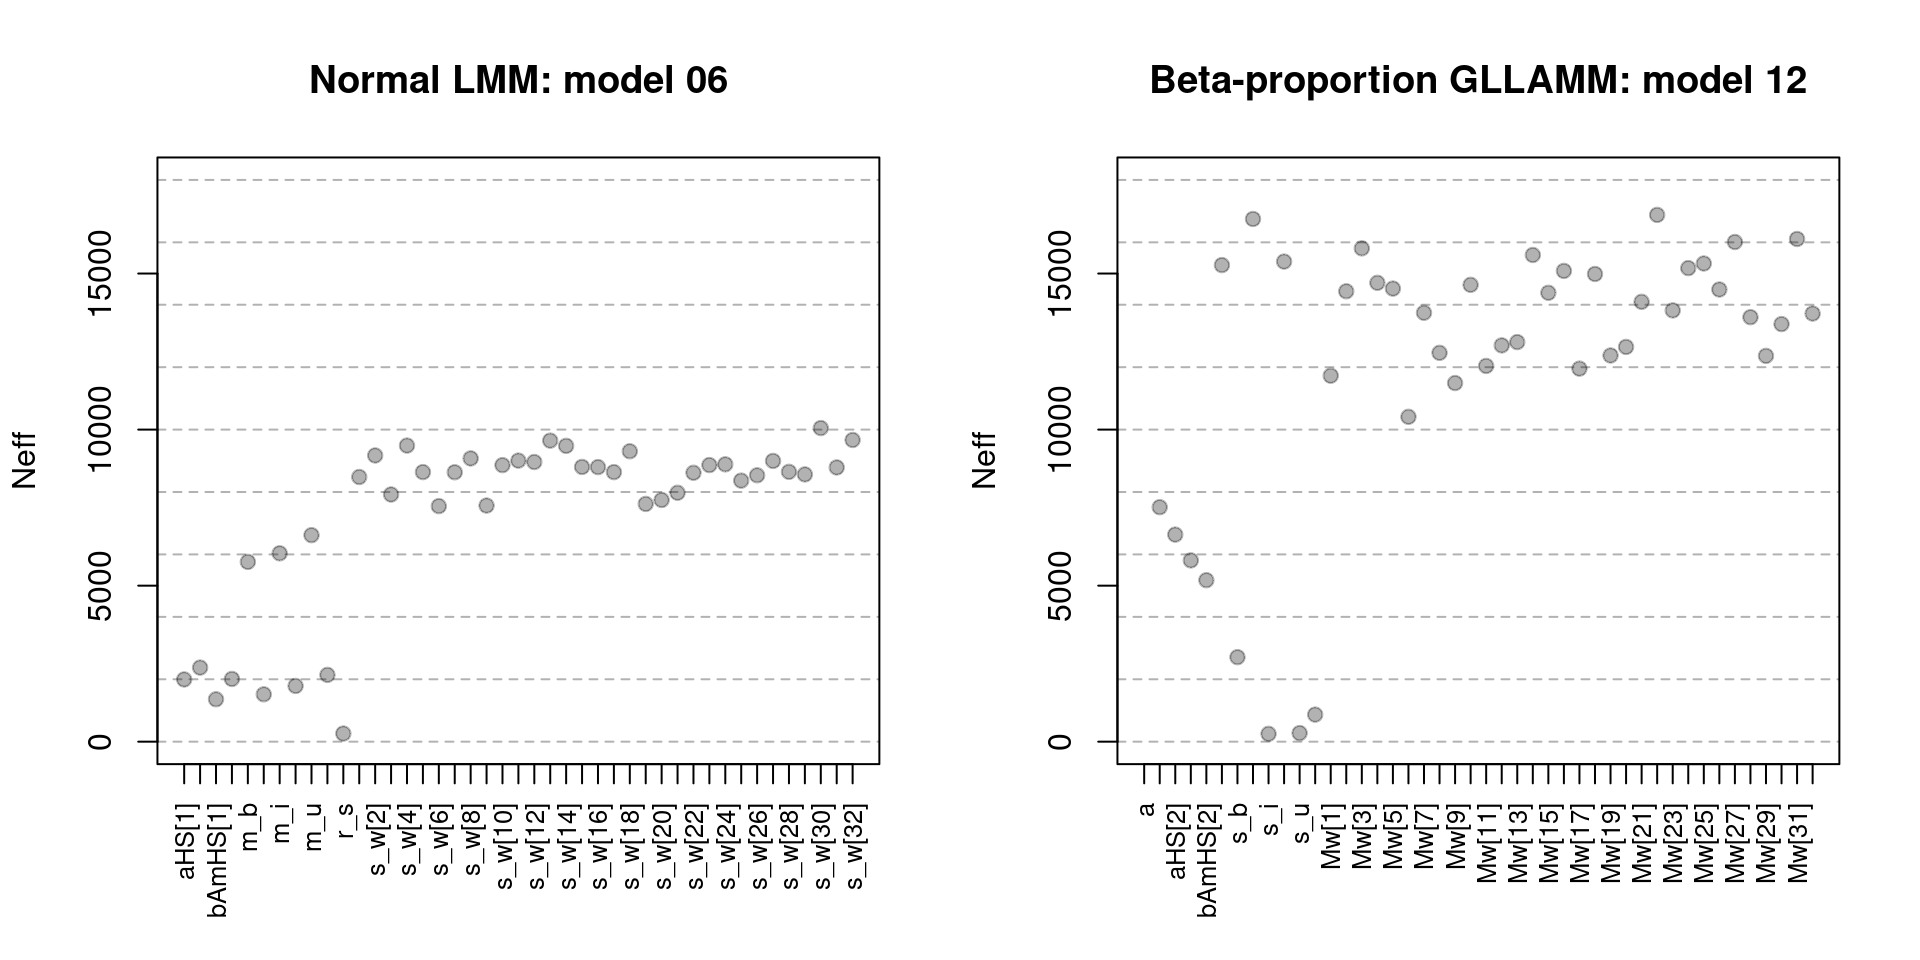 Normal LMM: model 06
Neff
15000
10000
5000
0
aHS[1]
bAmHS[1]
m_b
m_i
m_u
r_s
s_w[2]
s_w[4]
s_w[6]
s_w[8]
s_w[10]
s_w[12]
s_w[14]
s_w[16]
s_w[18]
s_w[20]
s_w[22]
s_w[24]
s_w[26]
s_w[28]
s_w[30]
s_w[32]
Beta-proportion GLLAMM: model 12
Neff
15000
10000
5000
0
a
aHS[2]
bAmHS[2]
s_b
s_i
s_u
Mw[1]
Mw[3]
Mw[5]
Mw[7]
Mw[9]
Mw[11]
Mw[13]
Mw[15]
Mw[17]
Mw[19]
Mw[21]
Mw[23]
Mw[25]
Mw[27]
Mw[29]
Mw[31]